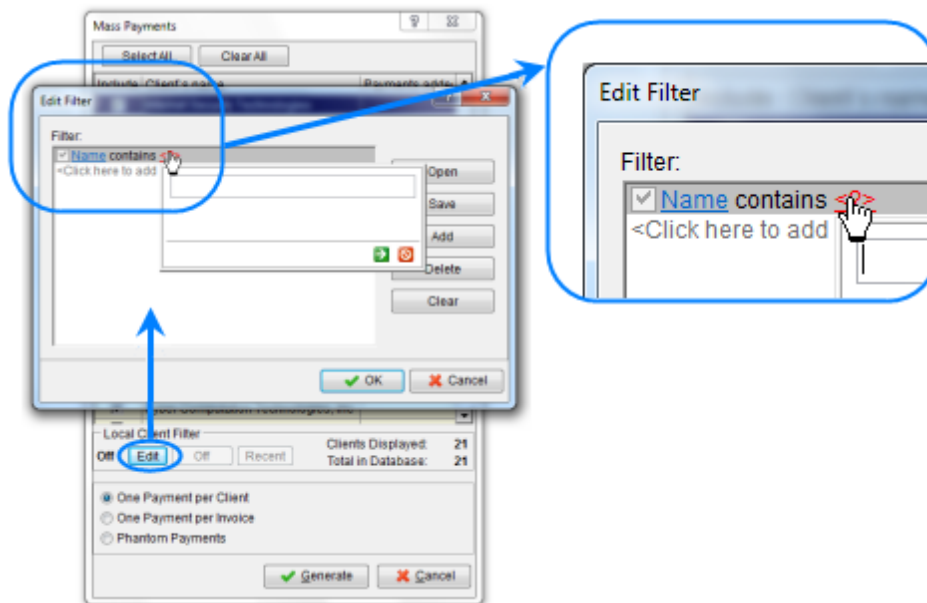 Mass Payments
Select All Clear All
Include Client's name Payments adde
Edit Filter
Filter:
Name contains <?>
<Click here to add
Open
Save
Add
Delete
Clear
OK Cancel
Local Client Filter
Off Edit Off Recent
Clients Displayed: 21
Total in Database: 21
One Payment per Client
One Payment per Invoice
Phantom Payments
Generate Cancel
Edit Filter
Filter:
Name contains <?>
<Click here to add